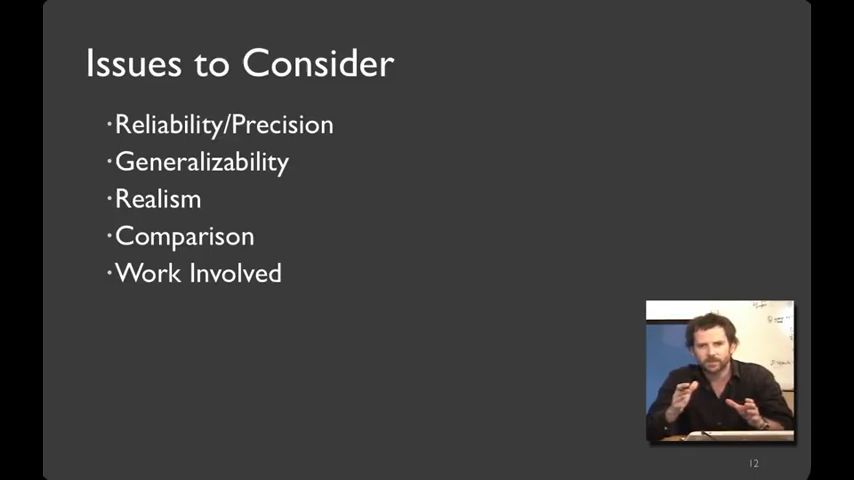 Issues to Consider
·Reliability/Precision
·Generalizability
·Realism
·Comparison
·Work Involved
12